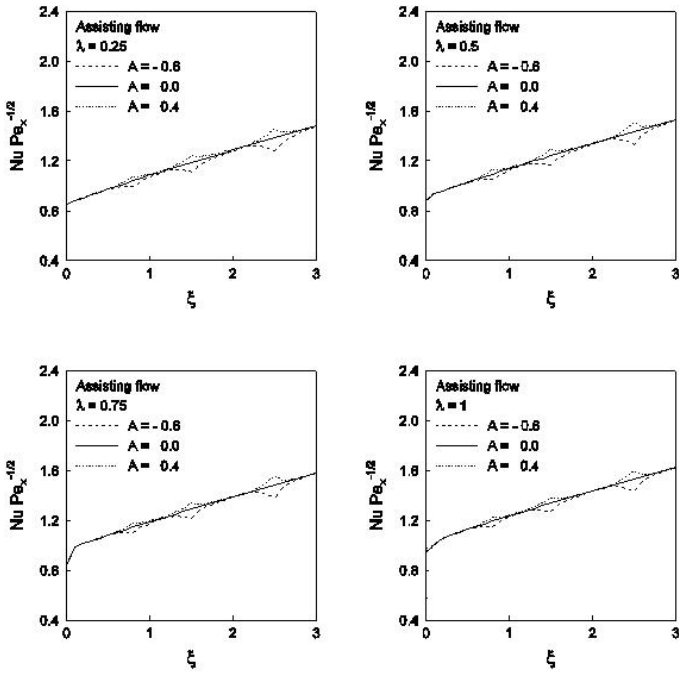 2.4
2.0
1.6
1.2
0.8
0.4
Nu Peₓ⁻¹/²
Assisting flow
λ = 0.25
A = - 0.6
A = 0.0
A = 0.4
0 1 2 3
ξ
2.4
2.0
1.6
1.2
0.8
0.4
Nu Peₓ⁻¹/²
Assisting flow
λ = 0.5
A = - 0.6
A = 0.0
A = 0.4
0 1 2 3
ξ
2.4
2.0
1.6
1.2
0.8
0.4
Nu Peₓ⁻¹/²
Assisting flow
λ = 0.75
A = - 0.6
A = 0.0
A = 0.4
0 1 2 3
ξ
2.4
2.0
1.6
1.2
0.8
0.4
Nu Peₓ⁻¹/²
Assisting flow
λ = 1
A = - 0.6
A = 0.0
A = 0.4
0 1 2 3
ξ